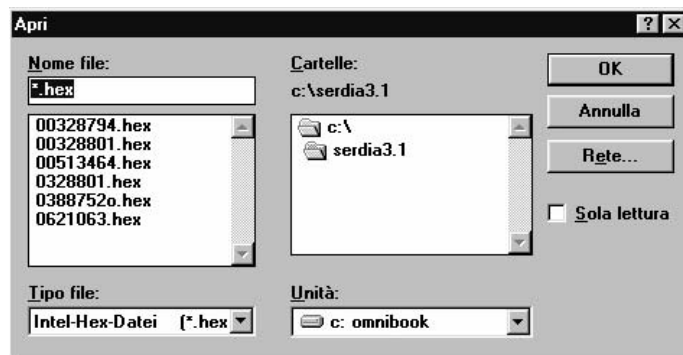 Apri
Nome file:
*.hex
00328794.hex
00328801.hex
00513464.hex
0328801.hex
0388752o.hex
0621063.hex
Tipo file:
Intel-Hex-Datei (*.hex
Cartelle:
c:\serdia3.1
c:\
serdia3.1
Unità:
c: omnibook
OK
Annulla
Rete...
Sola lettura